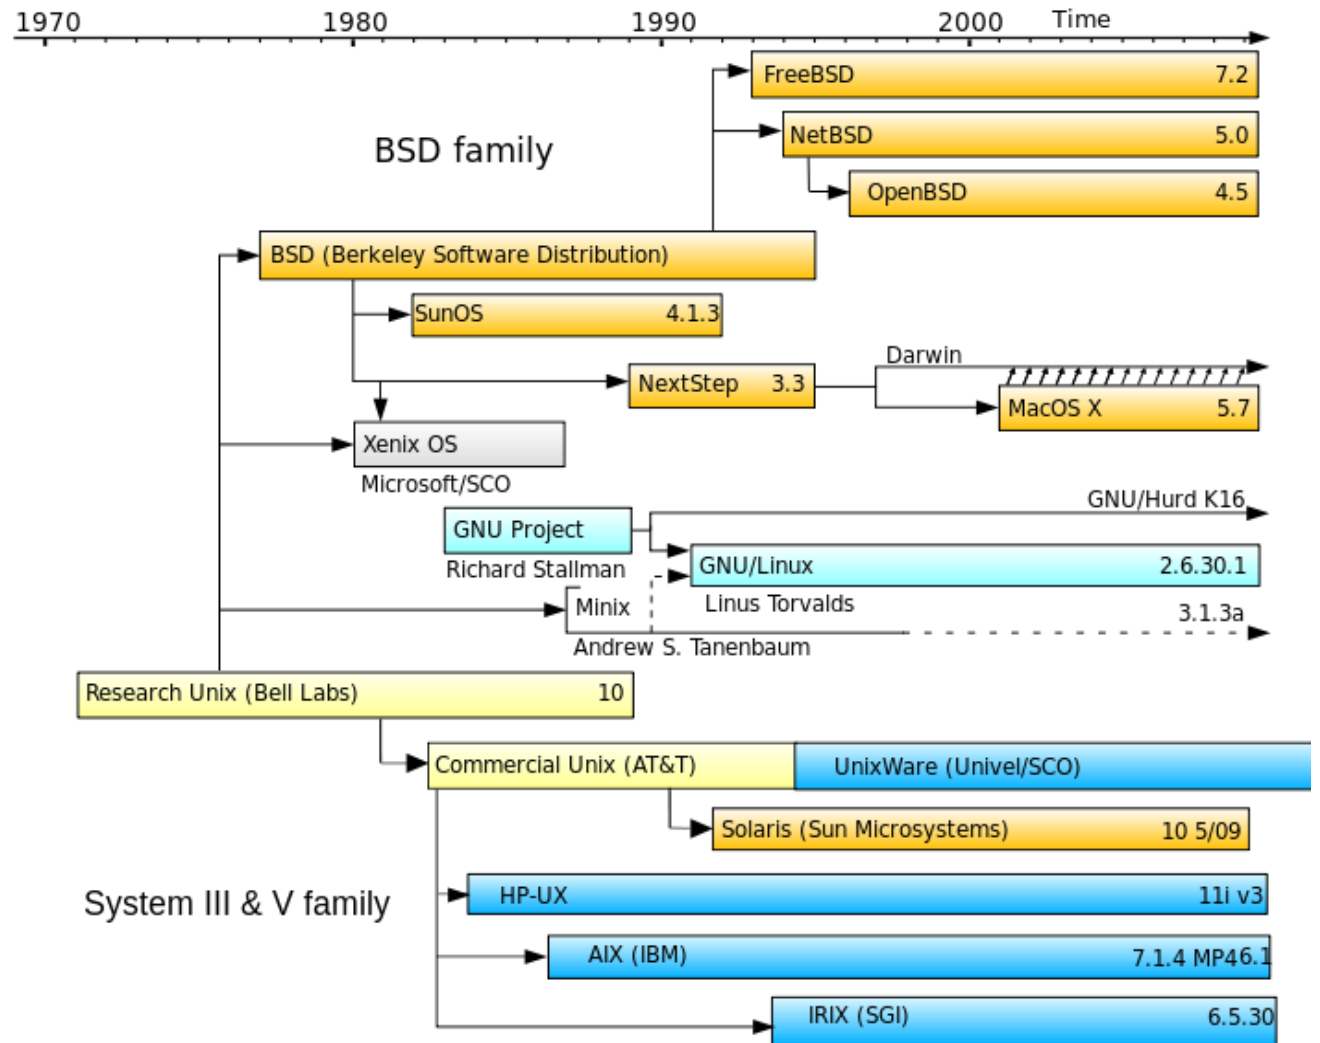 1970 1980 1990 2000 Time
FreeBSD 7.2
BSD family
NetBSD 5.0
OpenBSD 4.5
BSD (Berkeley Software Distribution)
SunOS 4.1.3
Darwin
NextStep 3.3
MacOS X 5.7
Xenix OS
Microsoft/SCO
GNU/Hurd K16
GNU Project
Richard Stallman
GNU/Linux 2.6.30.1
Linus Torvalds
Minix 3.1.3a
Andrew S. Tanenbaum
Research Unix (Bell Labs) 10
Commercial Unix (AT&T) UnixWare (Univel/SCO)
Solaris (Sun Microsystems) 10 5/09
System III & V family
HP-UX 11i v3
AIX (IBM) 7.1.4 MP46.1
IRIX (SGI) 6.5.30